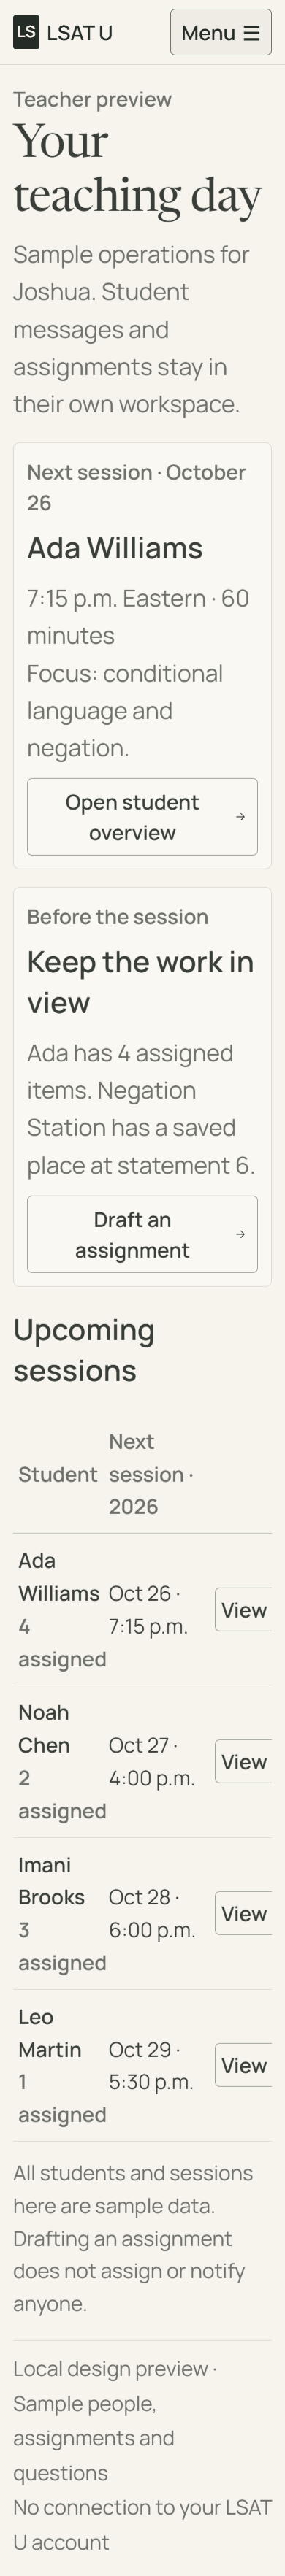 LS LSAT U
Menu ☰
Teacher preview
Your
teaching day
Sample operations for
Joshua. Student
messages and
assignments stay in
their own workspace.
Next session · October
26
Ada Williams
7:15 p.m. Eastern · 60
minutes
Focus: conditional
language and
negation.
Open student
overview →
Before the session
Keep the work in
view
Ada has 4 assigned
items. Negation
Station has a saved
place at statement 6.
Draft an
assignment →
Upcoming
sessions
Student
Next
session ·
2026
Ada
Williams
4
assigned
Oct 26 ·
7:15 p.m.
View
Noah
Chen
2
assigned
Oct 27 ·
4:00 p.m.
View
Imani
Brooks
3
assigned
Oct 28 ·
6:00 p.m.
View
Leo
Martin
1
assigned
Oct 29 ·
5:30 p.m.
View
All students and sessions
here are sample data.
Drafting an assignment
does not assign or notify
anyone.
Local design preview ·
Sample people,
assignments and
questions
No connection to your LSAT
U account